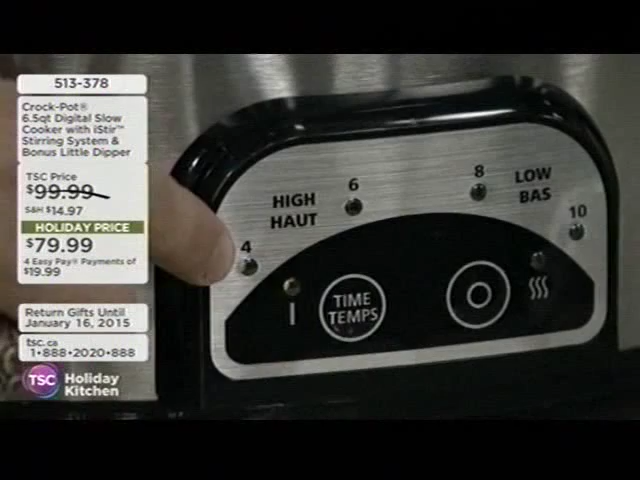 513-378
Crock-Pot®
6.5qt Digital Slow
Cooker with iStir™
Stirring System &
Bonus Little Dipper
TSC Price
$99.99
S&H $14.97
HOLIDAY PRICE
$79.99
4 Easy Pay® Payments of
$19.99
Return Gifts Until
January 16, 2015
tsc.ca
1•888•2020•888
TSC Holiday
Kitchen
HIGH
HAUT
4
6
8
LOW
BAS
10
I
TIME
TEMPS